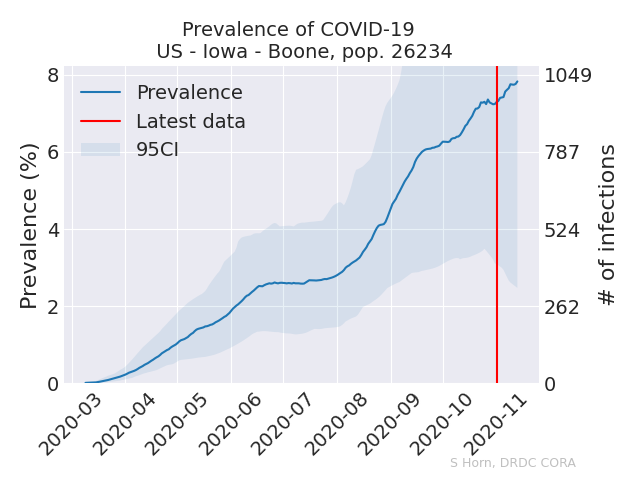 Prevalence of COVID-19
US - Iowa - Boone, pop. 26234
Prevalence
Latest data
95CI
Prevalence (%)
8
6
4
2
0
1049
787
524
262
0
# of infections
2020-03
2020-04
2020-05
2020-06
2020-07
2020-08
2020-09
2020-10
2020-11
S Horn, DRDC CORA